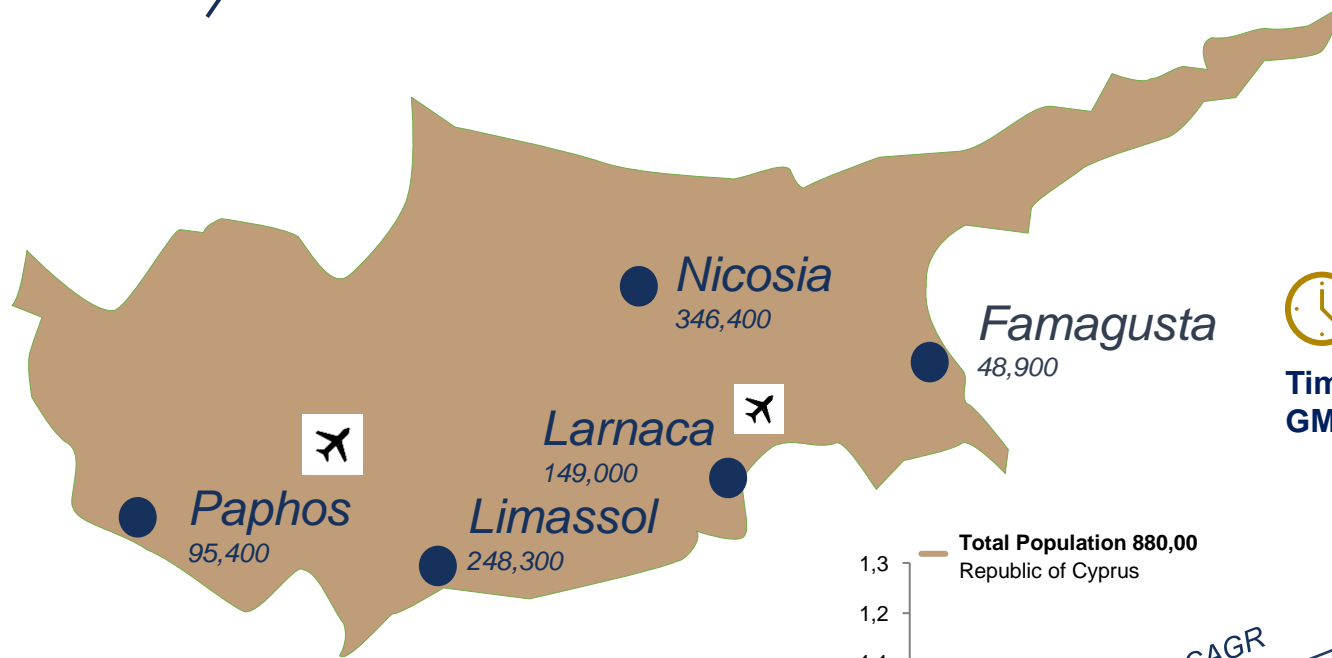 Nicosia
346,400
Famagusta
48,900
Larnaca
149,000
Paphos
95,400
Limassol
248,300
Total Population 880,00
Republic of Cyprus
1,3
1,2
CAGR